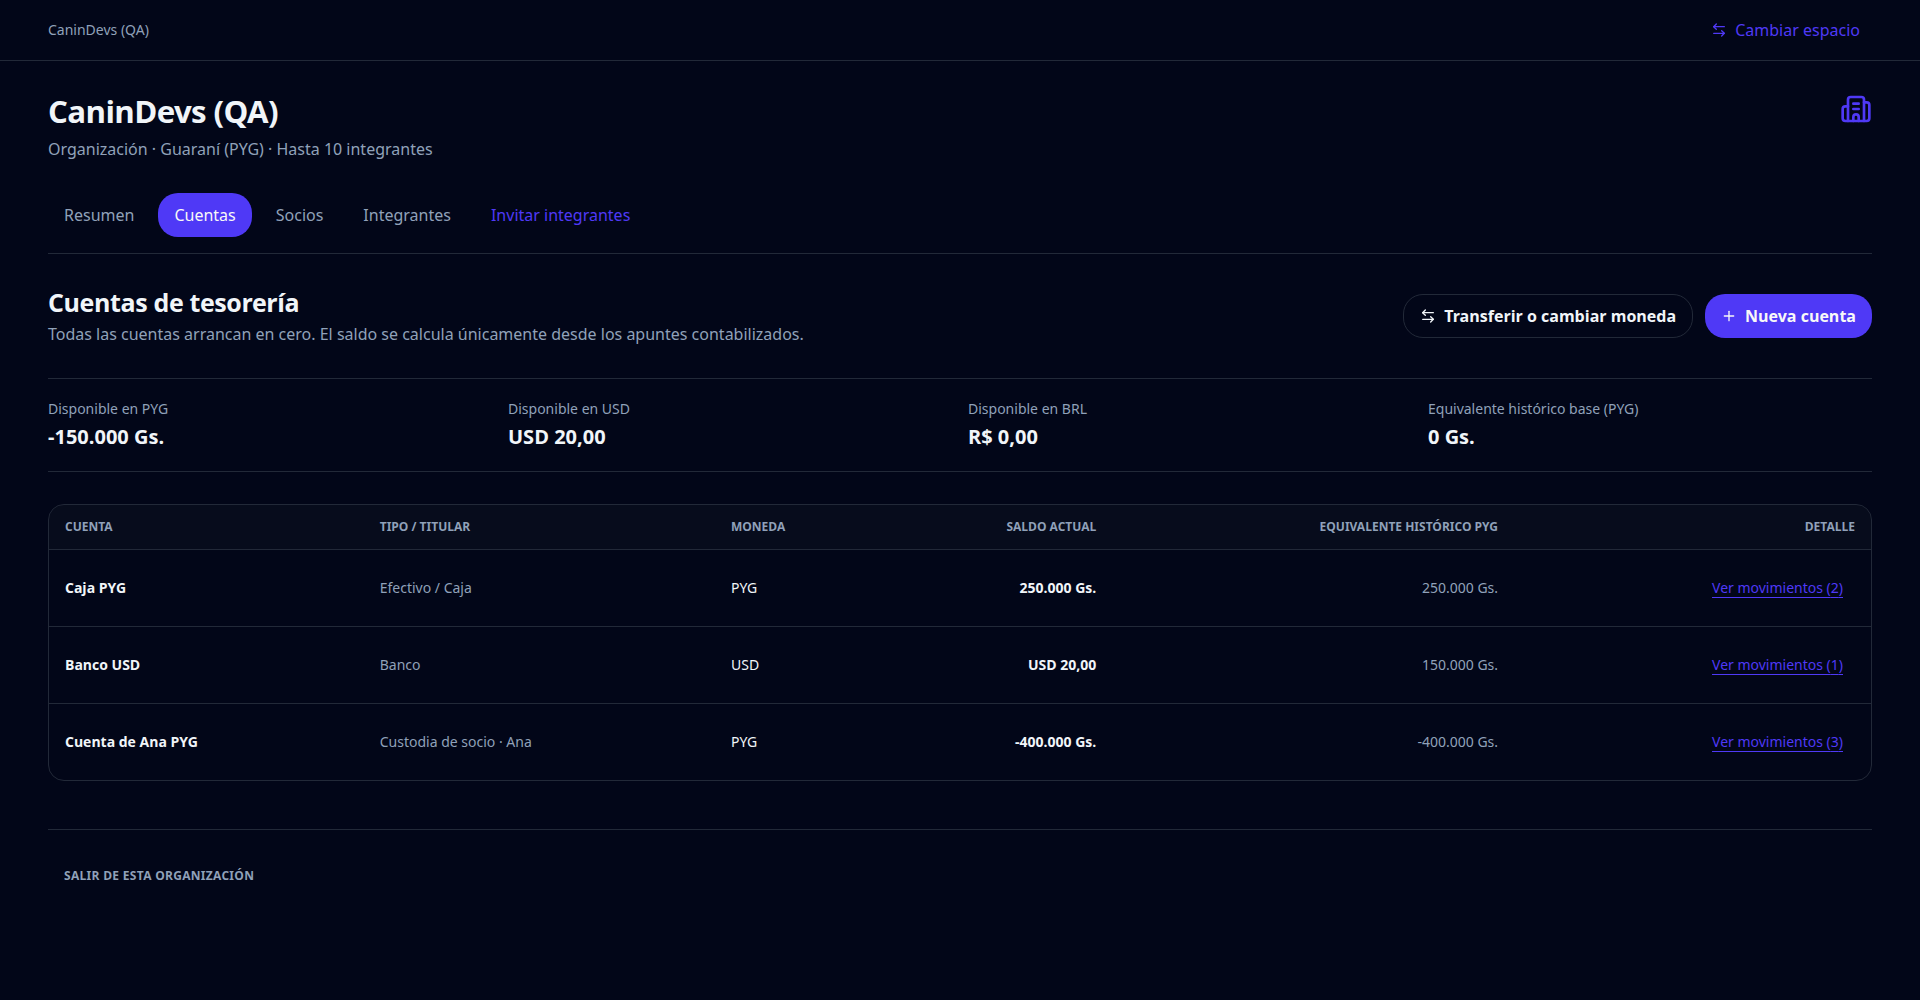 CaninDevs (QA)
Cambiar espacio
CaninDevs (QA)
Organización · Guaraní (PYG) · Hasta 10 integrantes
Resumen Cuentas Socios Integrantes Invitar integrantes
Cuentas de tesorería
Todas las cuentas arrancan en cero. El saldo se calcula únicamente desde los apuntes contabilizados.
Transferir o cambiar moneda
+ Nueva cuenta
Disponible en PYG Disponible en USD Disponible en BRL Equivalente histórico base (PYG)
-150.000 Gs. USD 20,00 R$ 0,00 0 Gs.
CUENTA TIPO / TITULAR MONEDA SALDO ACTUAL EQUIVALENTE HISTÓRICO PYG DETALLE
Caja PYG Efectivo / Caja PYG 250.000 Gs. 250.000 Gs. Ver movimientos (2)
Banco USD Banco USD USD 20,00 150.000 Gs. Ver movimientos (1)
Cuenta de Ana PYG Custodia de socio · Ana PYG -400.000 Gs. -400.000 Gs. Ver movimientos (3)
SALIR DE ESTA ORGANIZACIÓN